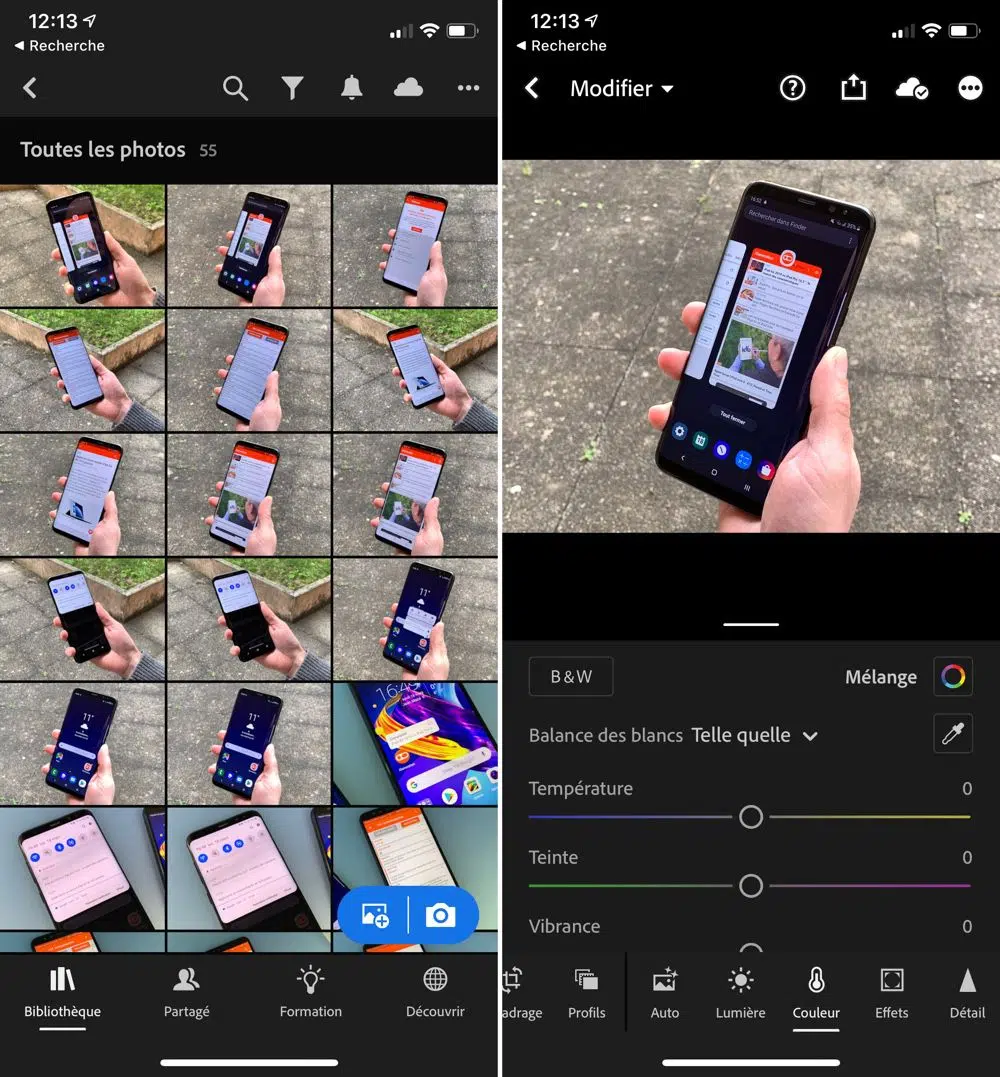 12:13
◀ Recherche
Toutes les photos 55
Bibliothèque
Partagé
Formation
Découvrir
12:13
◀ Recherche
Modifier
Rechercher dans Finder
Tout fermer
B&W
Mélange
Balance des blancs Telle quelle
Température 0
Teinte 0
Vibrance 0
adrage
Profils
Auto
Lumière
Couleur
Effets
Détail